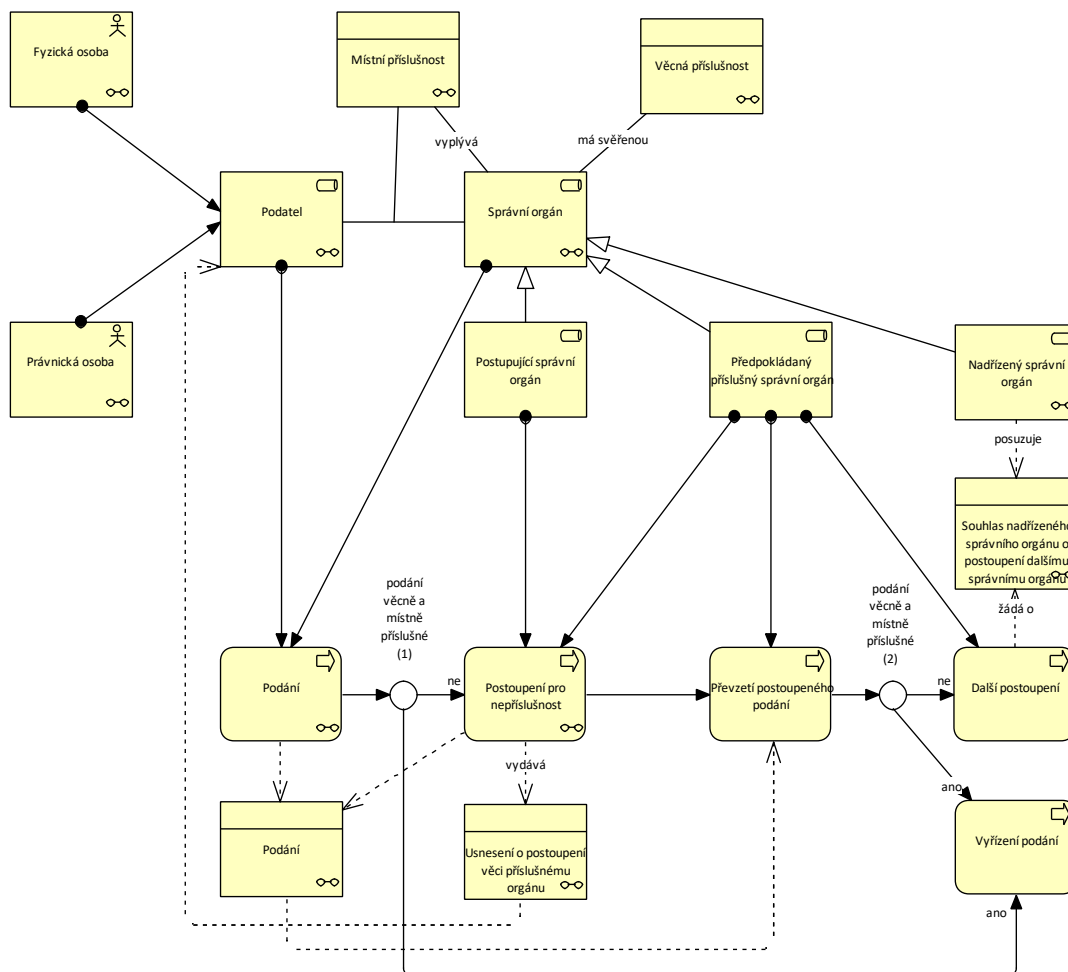 Fyzická osoba
Místní příslušnost
Věcná příslušnost
vyplývá
má svěřenou
Podatel
Správní orgán
Právnická osoba
Postupující správní
orgán
Předpokládaný
příslušný správní orgán
Nadřízený správní
orgán
posuzuje
Souhlas nadřízeného
správního orgánu o
postoupení dalšímu
správnímu orgánu
žádá o
podání
věcně a
místně
příslušné
(1)
podání
věcně a
místně
příslušné
(2)
Podání
ne
Postoupení pro
nepříslušnost
Převzetí postoupeného
podání
ne
Další postoupení
vydává
ano
Podání
Usnesení o postoupení
věci příslušnému
orgánu
Vyřízení podání
ano